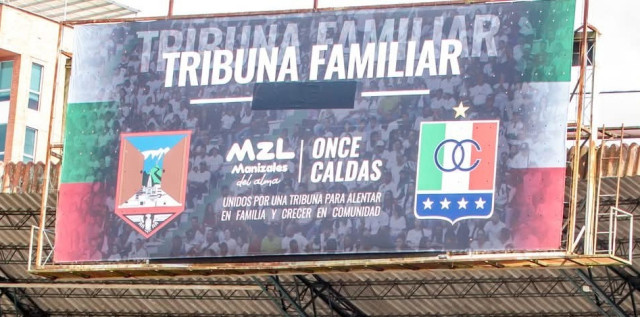 TRIBUNA FAMILIAR
TRIBUNA FAMILIAR
MZL
Manizales
del alma
ONCE
CALDAS
UNIDOS POR UNA TRIBUNA PARA ALENTAR
EN FAMILIA Y CRECER EN COMUNIDAD
OC